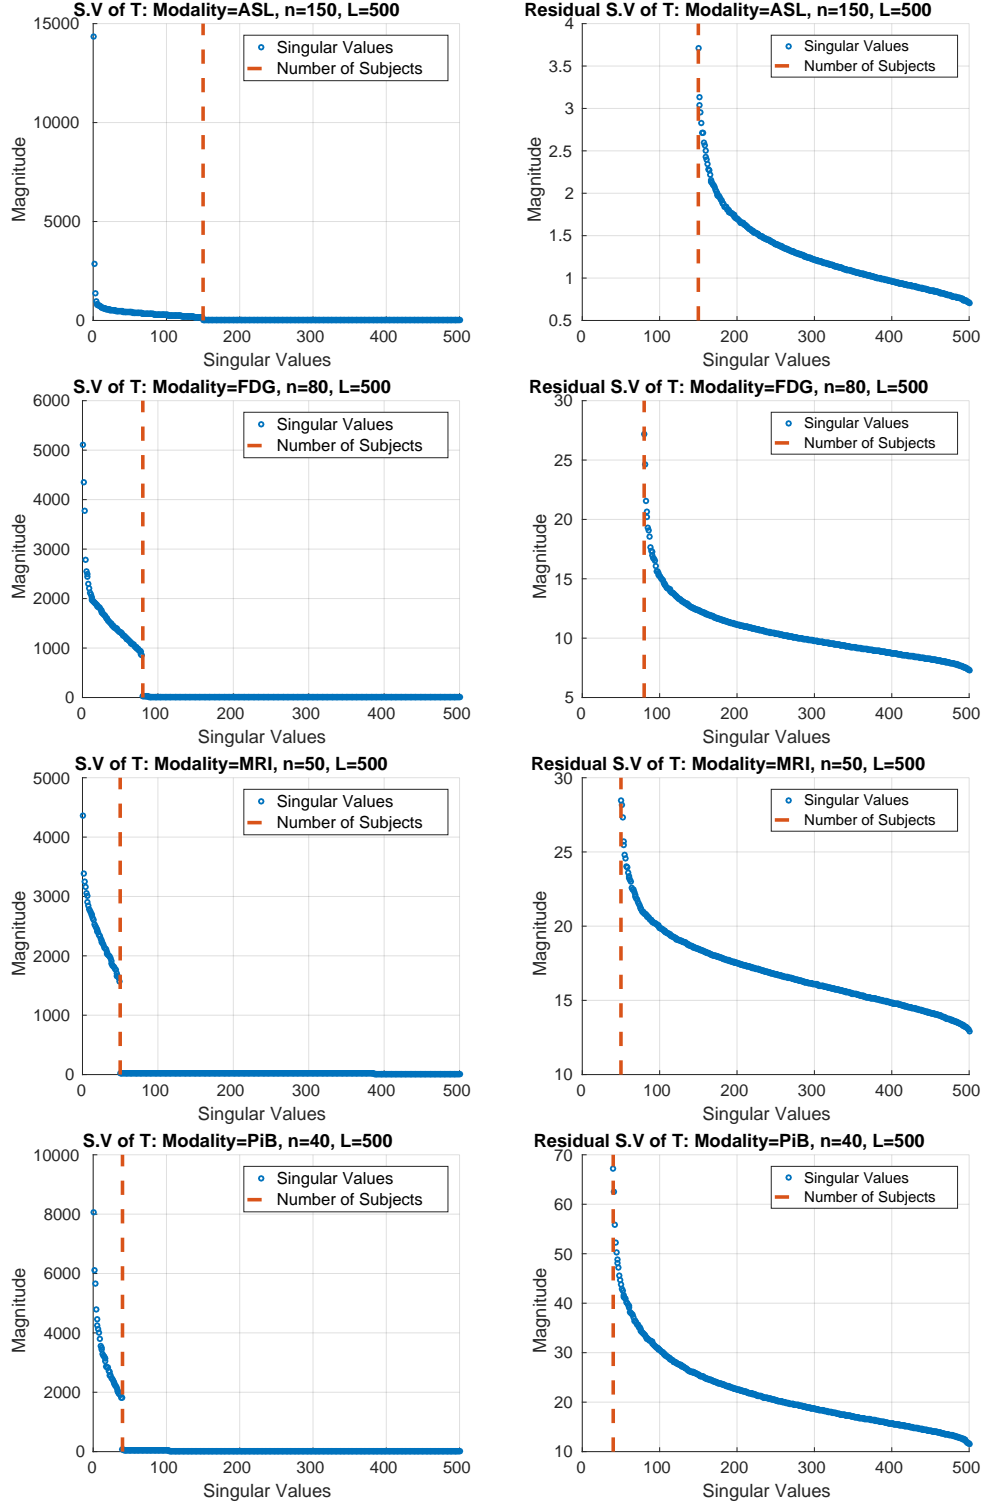 S.V of T: Modality=ASL, n=150, L=500
15000
10000
5000
0
Magnitude
0 100 200 300 400 500
Singular Values
Singular Values
Number of Subjects
Residual S.V of T: Modality=ASL, n=150, L=500
4
3.5
3
2.5
2
1.5
1
0.5
Magnitude
0 100 200 300 400 500
Singular Values
Singular Values
Number of Subjects
S.V of T: Modality=FDG, n=80, L=500
6000
5000
4000
3000
2000
1000
0
Magnitude
0 100 200 300 400 500
Singular Values
Singular Values
Number of Subjects
Residual S.V of T: Modality=FDG, n=80, L=500
30
25
20
15
10
5
Magnitude
0 100 200 300 400 500
Singular Values
Singular Values
Number of Subjects
S.V of T: Modality=MRI, n=50, L=500
5000
4000
3000
2000
1000
0
Magnitude
0 100 200 300 400 500
Singular Values
Singular Values
Number of Subjects
Residual S.V of T: Modality=MRI, n=50, L=500
30
25
20
15
10
Magnitude
0 100 200 300 400 500
Singular Values
Singular Values
Number of Subjects
S.V of T: Modality=PiB, n=40, L=500
10000
8000
6000
4000
2000
0
Magnitude
0 100 200 300 400 500
Singular Values
Singular Values
Number of Subjects
Residual S.V of T: Modality=PiB, n=40, L=500
70
60
50
40
30
20
10
Magnitude
0 100 200 300 400 500
Singular Values
Singular Values
Number of Subjects